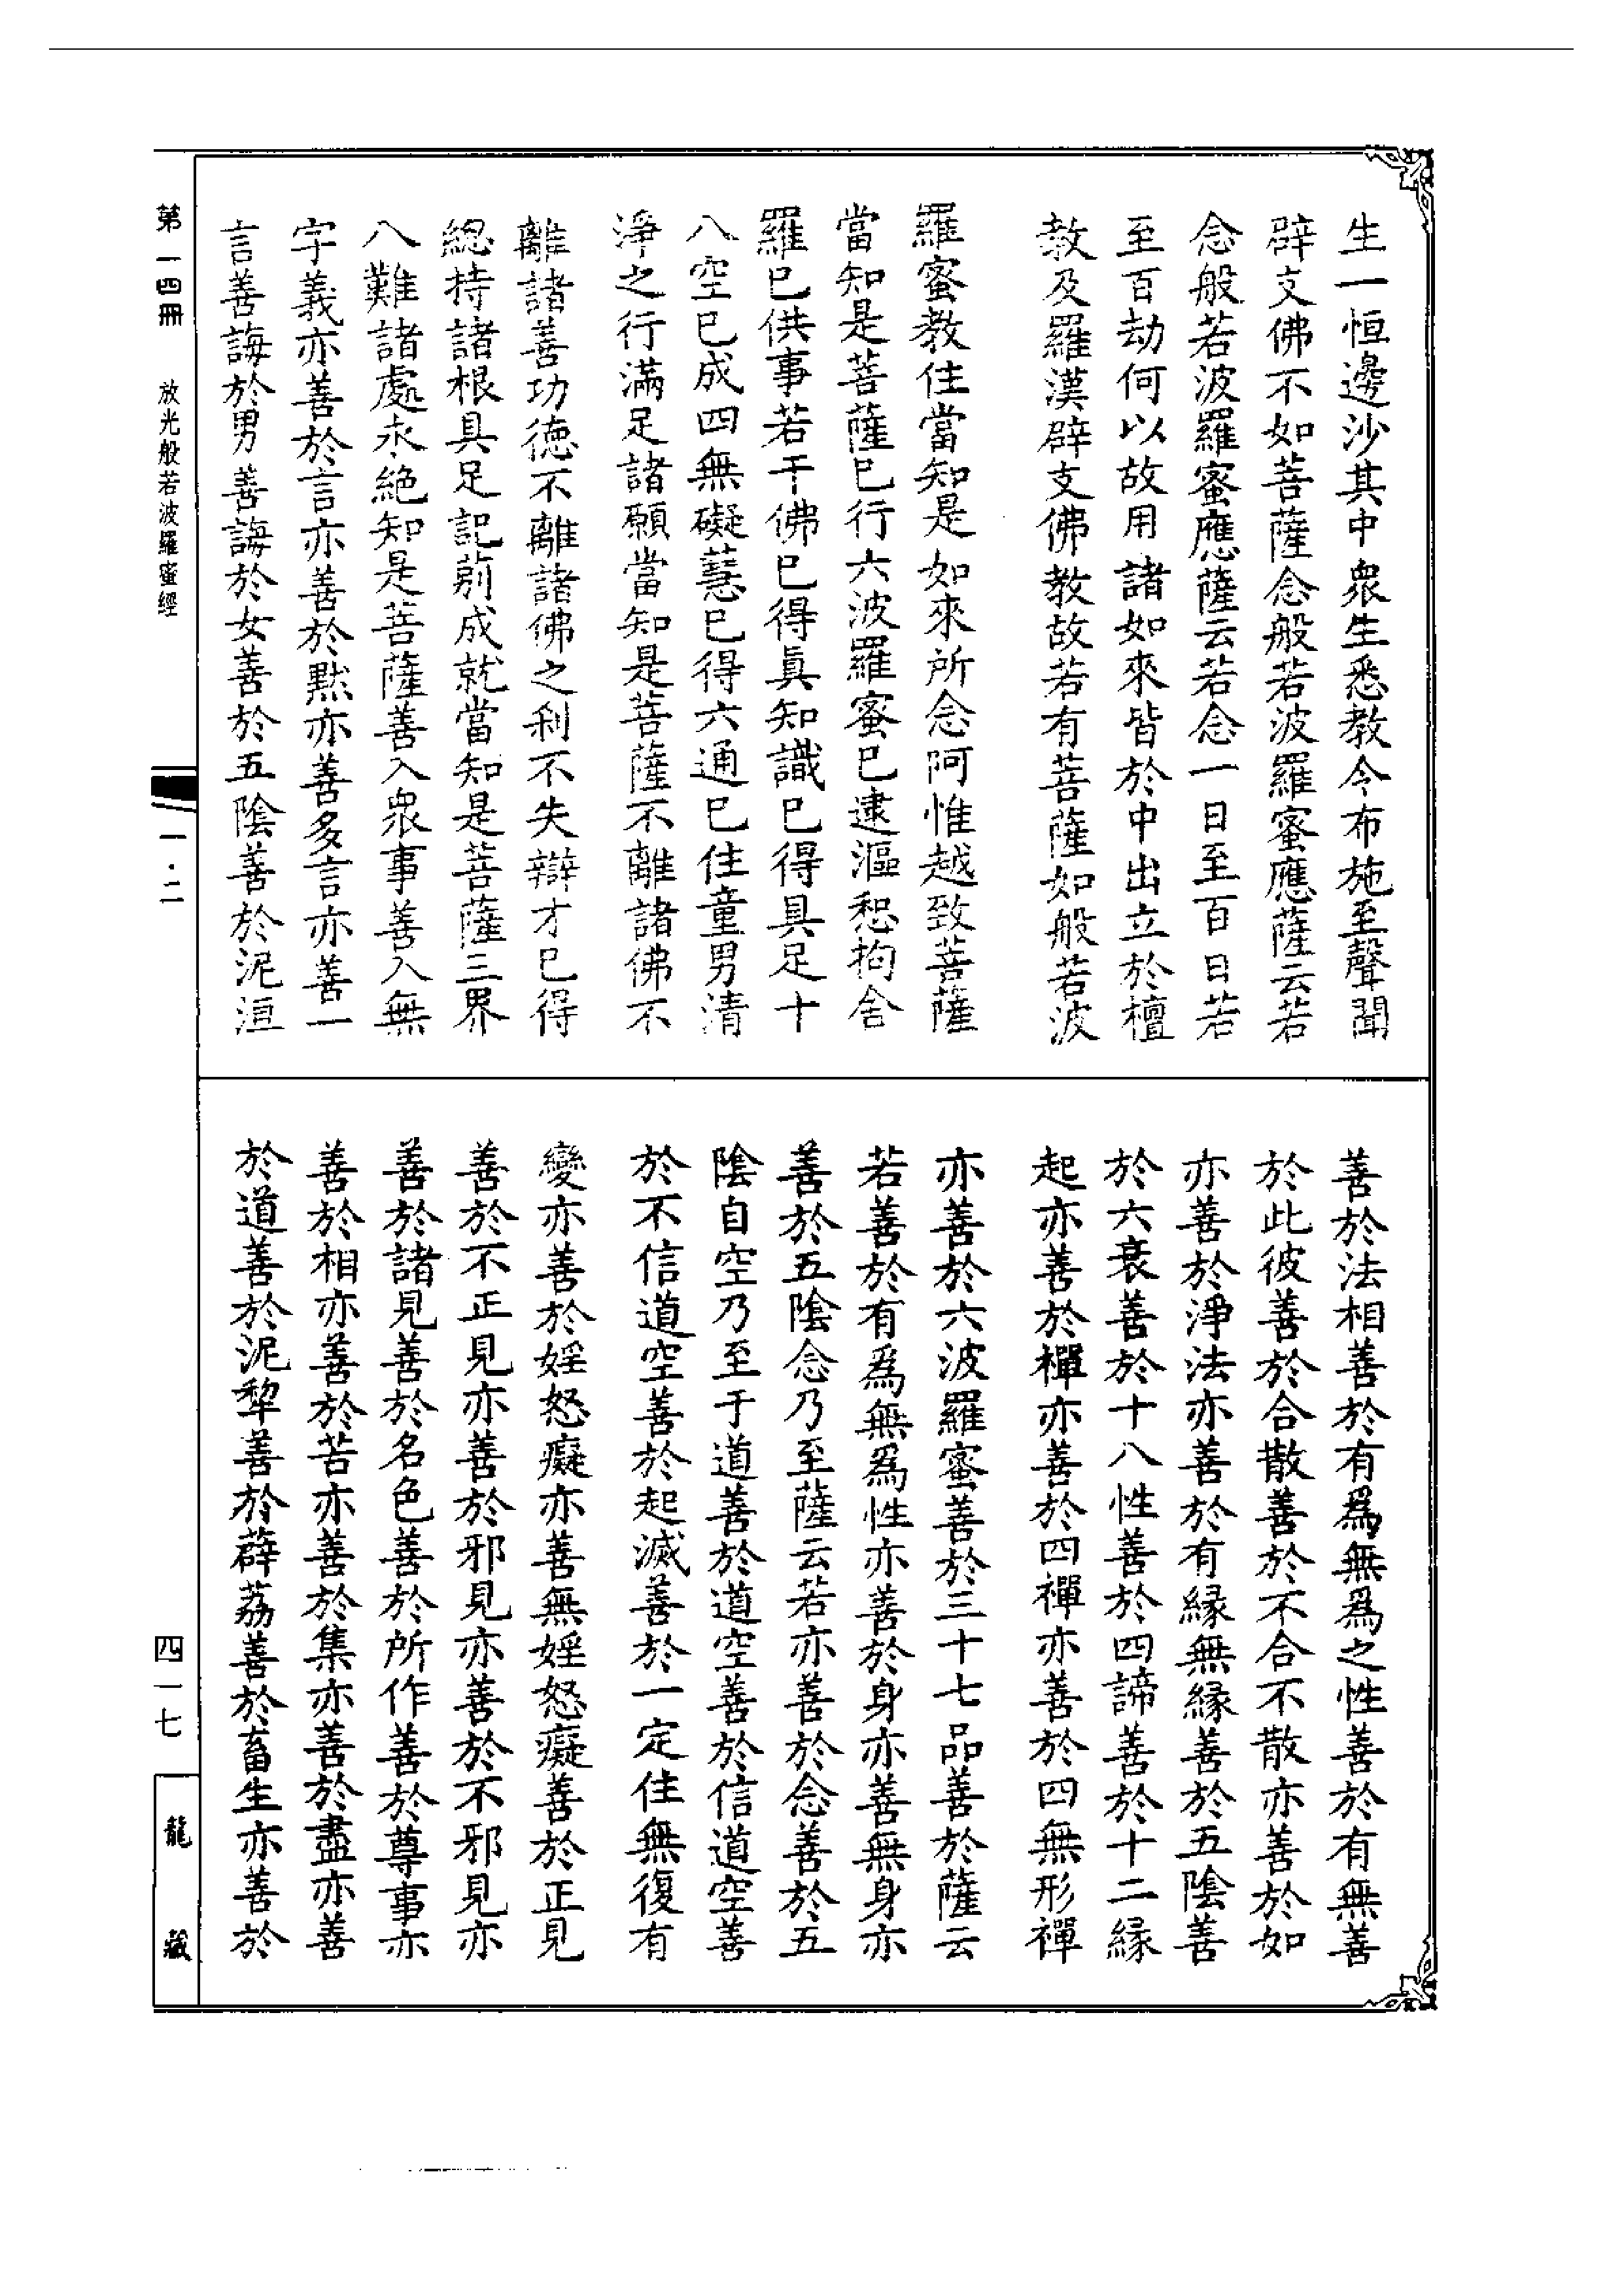 生一恒邊沙其中衆生悉教令布施至聲聞
辟支佛不如菩薩念般若波羅蜜應薩云若
念般若波羅蜜應薩云若念一日至百日若
至百劫何以故用諸如來皆於中出立於檀
教及羅漢辟支佛教故若有菩薩如般若波
羅蜜教住當知是如來所念阿惟越致菩薩
當知是菩薩已行六波羅蜜已逮漚惒拘舍
羅已供事若干佛已得眞知識已得具足十
八空已成四無礙慧已得六通已住童男清
淨之行滿足諸願當知是菩薩不離諸佛不
離諸善功德不離諸佛之利不失辯才已得
總持諸根具足記莂成就當知是菩薩三界
八難諸處永絶知是菩薩善入衆事善入無
字義亦善於言亦善於黙亦善多言亦善一
言善誨於男善誨於女善於五陰善於泥洹
善於法相善於有爲無爲之性善於有無善
於此彼善於合散善於不合不散亦善於如
亦善於淨法亦善於有緣無緣善於五陰善
於六衰善於十八性善於四諦善於十二緣
起亦善於禪亦善於四禪亦善於四無形禪
亦善於六波羅蜜善於三十七品善於薩云
若善於有爲無爲性亦善於身亦善無身亦
善於五陰念乃至薩云若亦善於念善於五
陰自空乃至于道善於道空善於信道空善
於不信道空善於起滅善於一定住無復有
變亦善於婬怒癡亦善無婬怒癡善於正見
善於不正見亦善於邪見亦善於不邪見亦
善於諸見善於名色善於所作善於尊事亦
善於相亦善於苦亦善於集亦善於盡亦善
於道善於泥犂善於薜荔善於畜生亦善於
第一四冊 放光般若波羅蜜經
一·二
四一七
龍藏